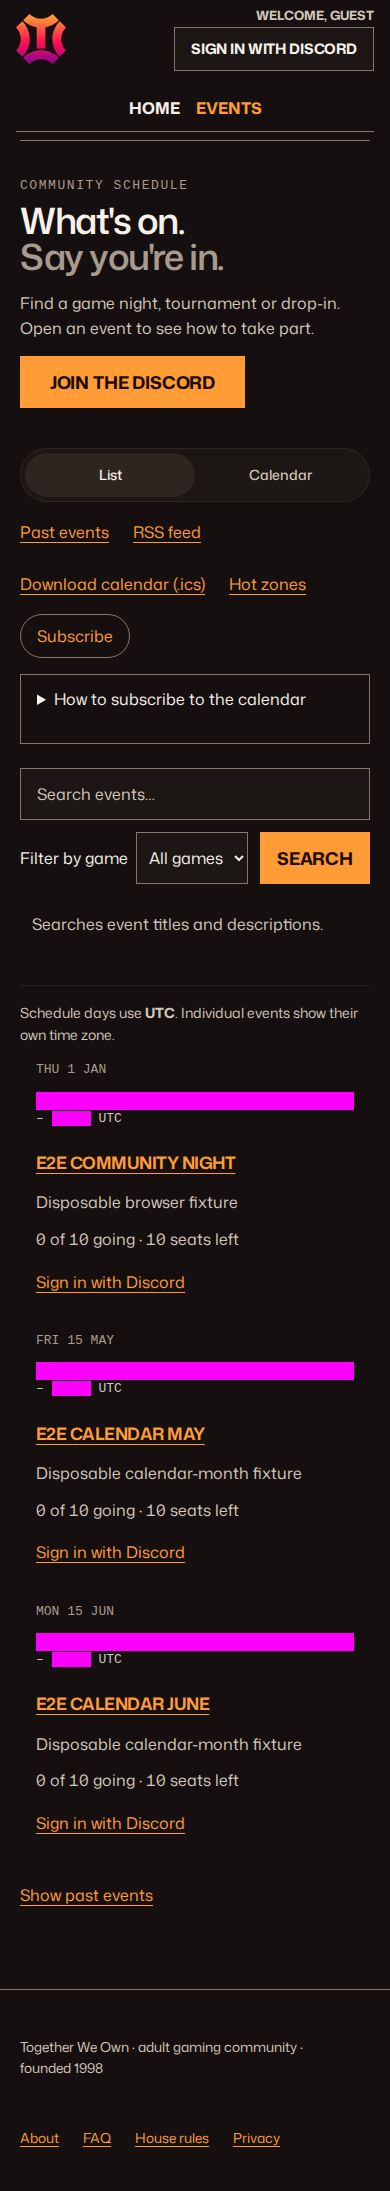 WELCOME, GUEST
SIGN IN WITH DISCORD
HOME EVENTS
COMMUNITY SCHEDULE
What's on.
Say you're in.
Find a game night, tournament or drop-in.
Open an event to see how to take part.
JOIN THE DISCORD
List Calendar
Past events RSS feed
Download calendar (.ics) Hot zones
Subscribe
▶ How to subscribe to the calendar
Search events...
Filter by game All games SEARCH
Searches event titles and descriptions.
Schedule days use UTC. Individual events show their
own time zone.
THU 1 JAN
– UTC
E2E COMMUNITY NIGHT
Disposable browser fixture
0 of 10 going · 10 seats left
Sign in with Discord
FRI 15 MAY
– UTC
E2E CALENDAR MAY
Disposable calendar-month fixture
0 of 10 going · 10 seats left
Sign in with Discord
MON 15 JUN
– UTC
E2E CALENDAR JUNE
Disposable calendar-month fixture
0 of 10 going · 10 seats left
Sign in with Discord
Show past events
Together We Own · adult gaming community ·
founded 1998
About FAQ House rules Privacy